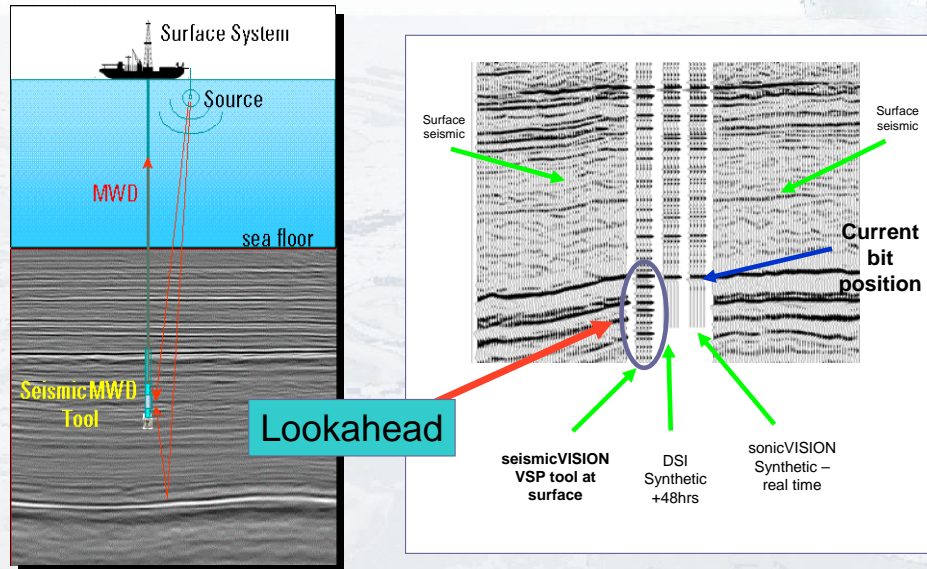 Surface System
Source
MWD
sea floor
Seismic MWD
Tool
Lookahead
Surface
seismic
Surface
seismic
Current
bit
position
seismicVISION
VSP tool at
surface
DSI
Synthetic
+48hrs
sonicVISION
Synthetic –
real time